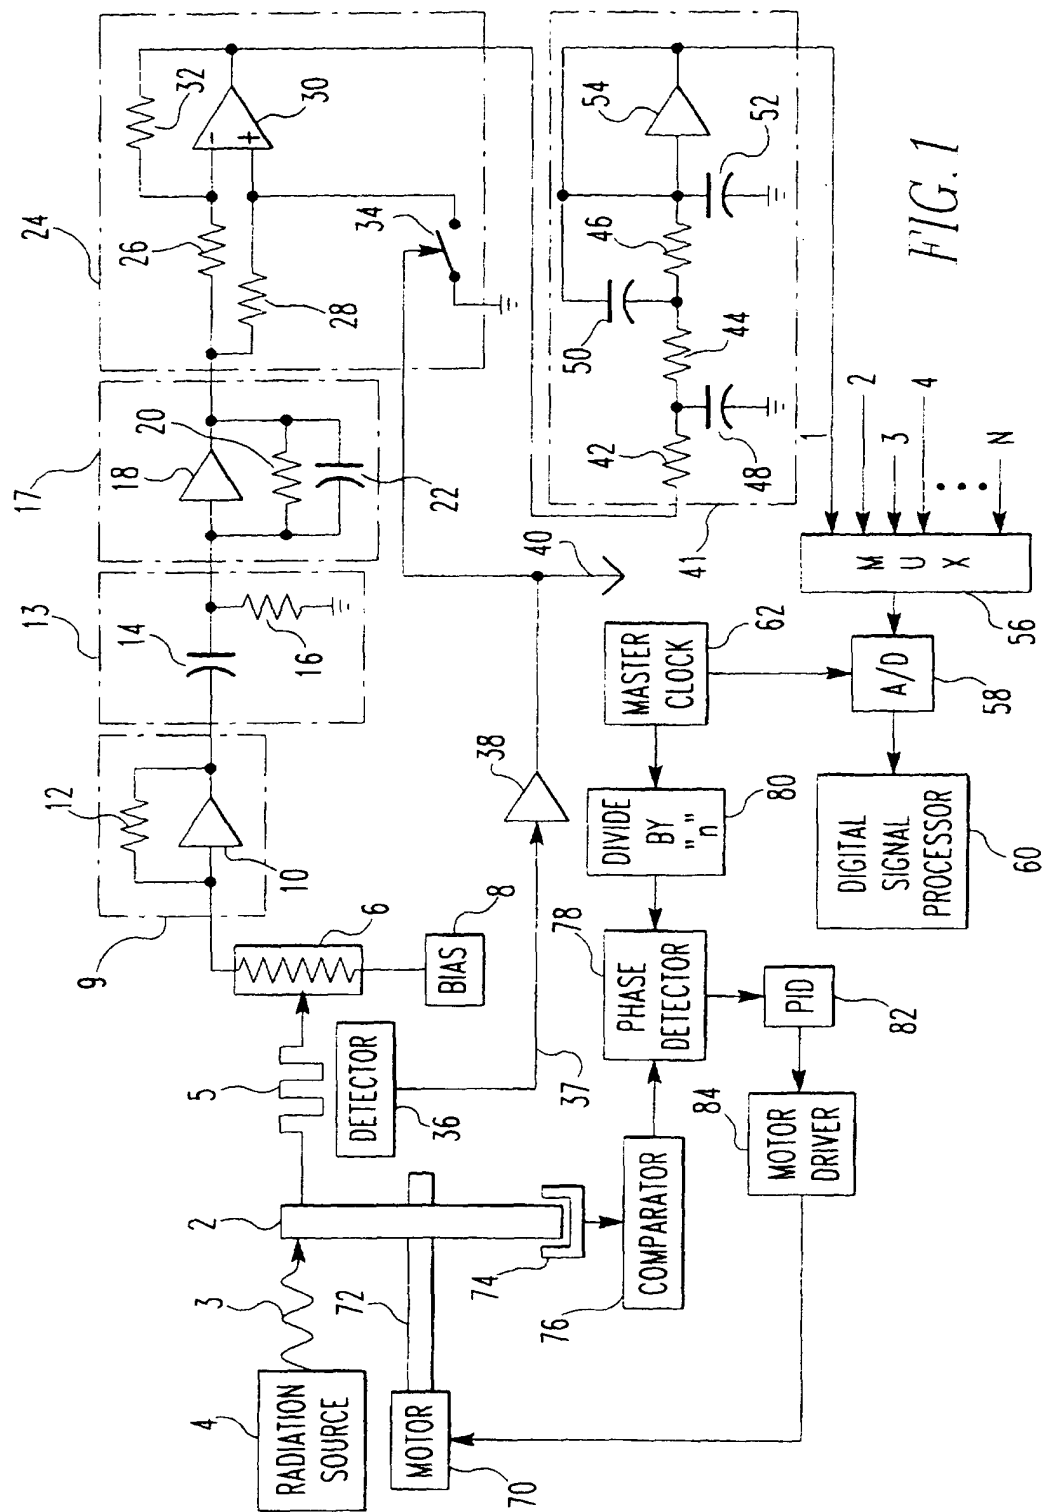 4
3
2
5
9
12
10
13
14
16
17
18
20
22
24
26
28
32
30
34
RADIATION
SOURCE
72
6
MOTOR
70
DETECTOR
36
BIAS
8
74
37
38
40
41
42
48
44
50
46
54
52
76
COMPARATOR
78
PHASE
DETECTOR
DIVIDE
BY
"n"
80
MASTER
CLOCK
62
84
MOTOR
DRIVER
PID
82
DIGITAL
SIGNAL
PROCESSOR
60
A/D
58
MUX
56
1
2
3
4
N
FIG. 1